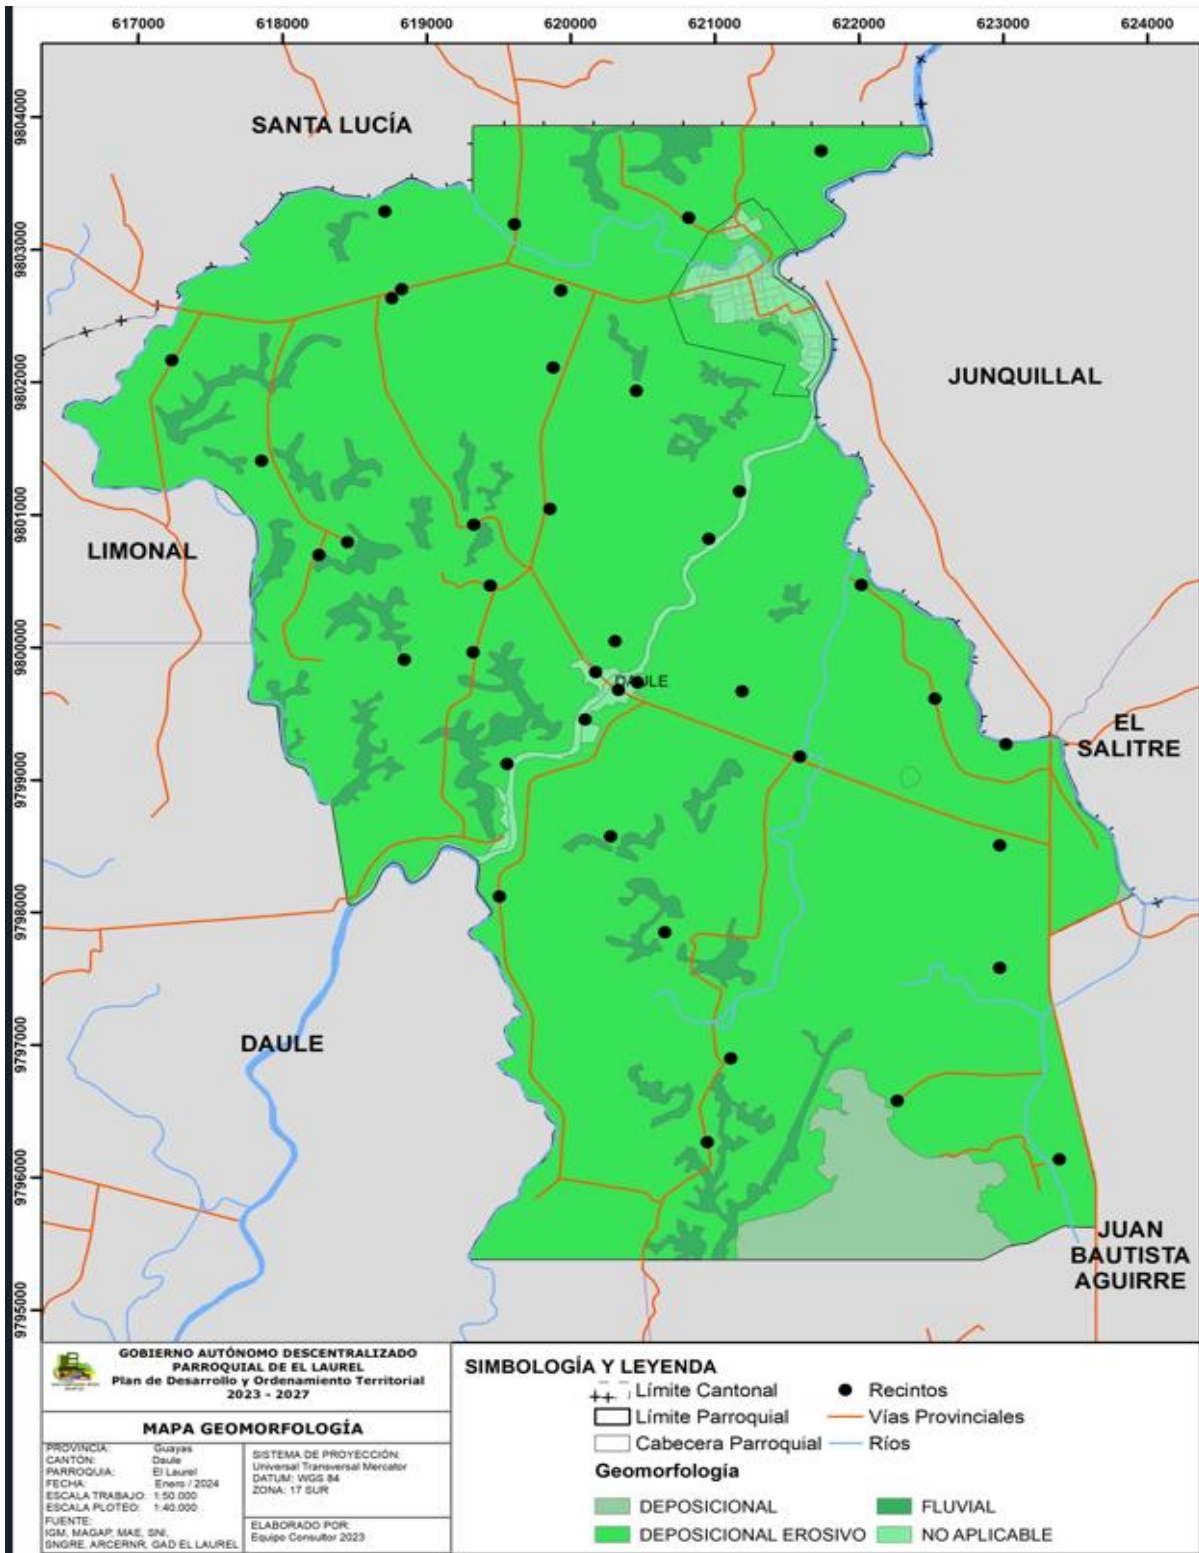 617000 618000 619000 620000 621000 622000 623000 624000
9804000
9803000
9802000
9801000
9800000
9799000
9798000
9797000
9796000
9795000
SANTA LUCÍA
JUNQUILLAL
LIMONAL
DAULE
EL
SALITRE
DAULE
JUAN
BAUTISTA
AGUIRRE
GOBIERNO AUTÓNOMO DESCENTRALIZADO
PARROQUIAL DE EL LAUREL
Plan de Desarrollo y Ordenamiento Territorial
2023 - 2027
MAPA GEOMORFOLOGÍA
PROVINCIA: Guayas
CANTÓN: Daule
PARROQUIA: El Laurel
FECHA: Enero / 2024
ESCALA TRABAJO: 1:50.000
ESCALA PLOTEO: 1:40.000
FUENTE:
IGM, MAGAP, MAE, SNI,
SNGRE, ARCERNR, GAD EL LAUREL
SISTEMA DE PROYECCIÓN:
Universal Transversal Mercator
DATUM: WGS 84
ZONA: 17 SUR
ELABORADO POR:
Equipo Consultor 2023
SIMBOLOGÍA Y LEYENDA
Límite Cantonal
Recintos
Límite Parroquial
Vías Provinciales
Cabecera Parroquial
Ríos
Geomorfología
DEPOSICIONAL
FLUVIAL
DEPOSICIONAL EROSIVO
NO APLICABLE